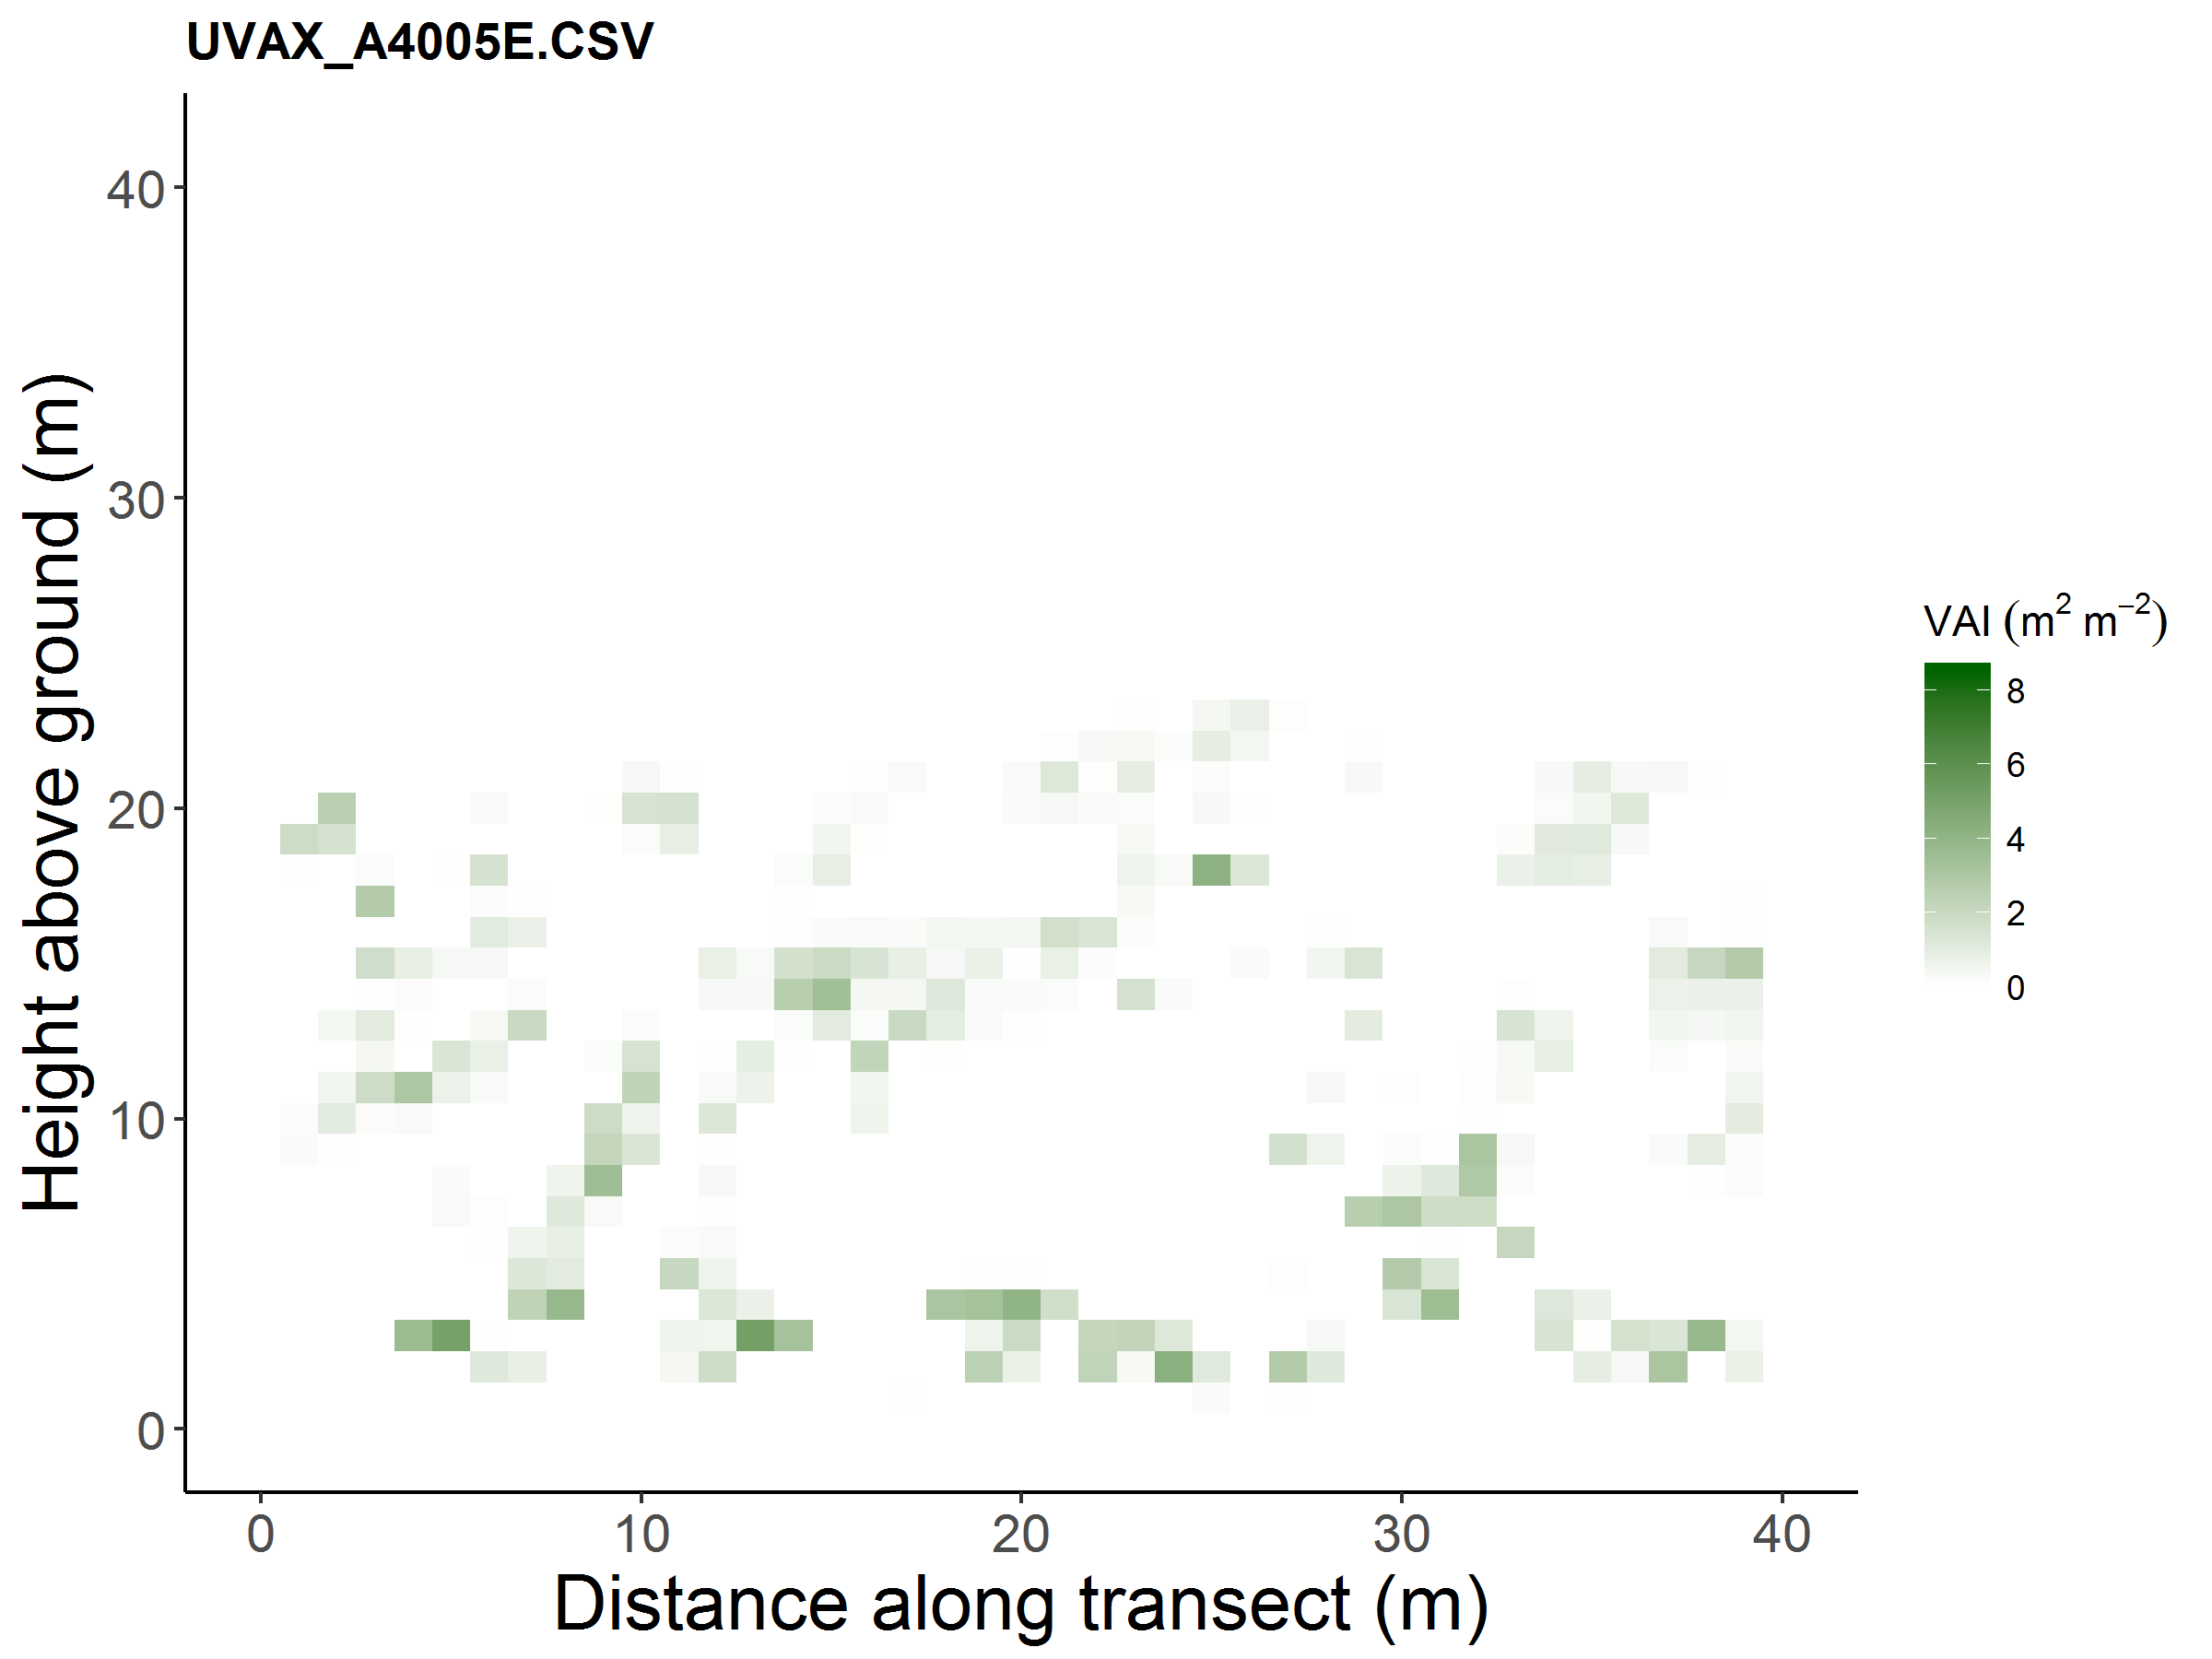 UVAX_A4005E.CSV
Height above ground (m)
40
30
20
10
0
0 10 20 30 40
Distance along transect (m)
VAI (m² m⁻²)
8
6
4
2
0